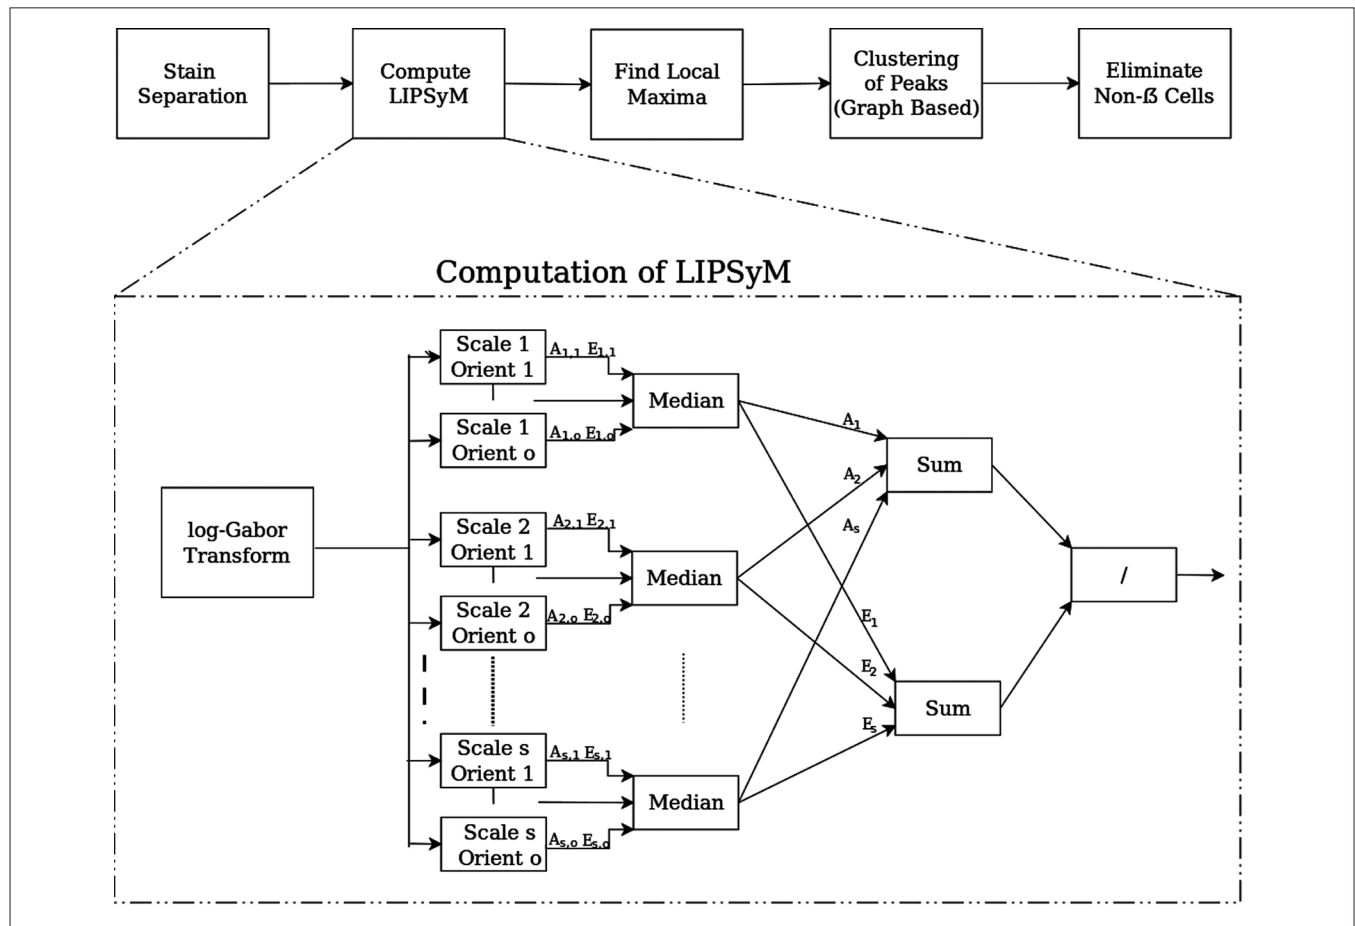 Stain
Separation
Compute
LIPSyM
Find Local
Maxima
Clustering
of Peaks
(Graph Based)
Eliminate
Non-ß Cells
Computation of LIPSyM
log-Gabor
Transform
Scale 1
Orient 1
A1,1 E1,1
Scale 1
Orient o
A1,o E1,o
Median
Scale 2
Orient 1
A2,1 E2,1
Scale 2
Orient o
A2,o E2,o
Median
Scale s
Orient 1
As,1 Es,1
Scale s
Orient o
As,o Es,o
Median
A1
A2
As
Sum
E1
E2
Es
Sum
/